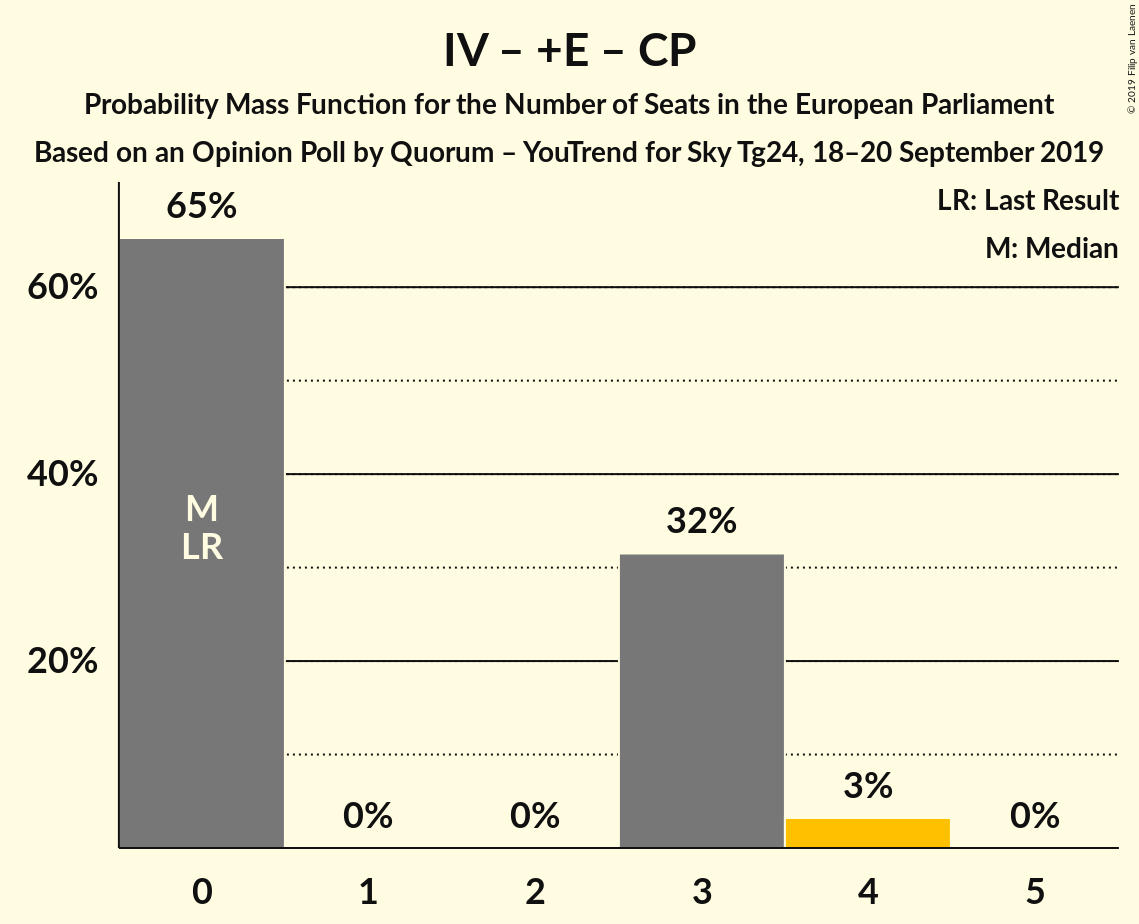 IV – +E – CP
Probability Mass Function for the Number of Seats in the European Parliament
Based on an Opinion Poll by Quorum – YouTrend for Sky Tg24, 18–20 September 2019
© 2019 Filip van Laenen
LR: Last Result
M: Median
65%
60%
40%
20%
M
LR
0%
0%
32%
3%
0%
0
1
2
3
4
5